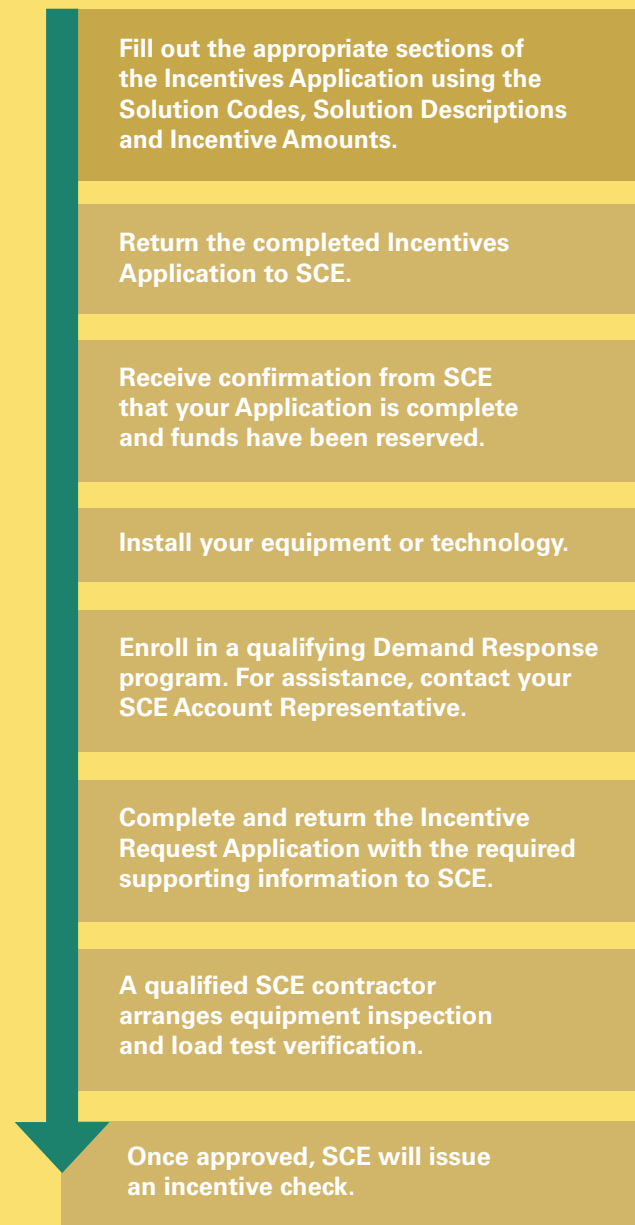 Fill out the appropriate sections of
the Incentives Application using the
Solution Codes, Solution Descriptions
and Incentive Amounts.
Return the completed Incentives
Application to SCE.
Receive confirmation from SCE
that your Application is complete
and funds have been reserved.
Install your equipment or technology.
Enroll in a qualifying Demand Response
program. For assistance, contact your
SCE Account Representative.
Complete and return the Incentive
Request Application with the required
supporting information to SCE.
A qualified SCE contractor
arranges equipment inspection
and load test verification.
Once approved, SCE will issue
an incentive check.